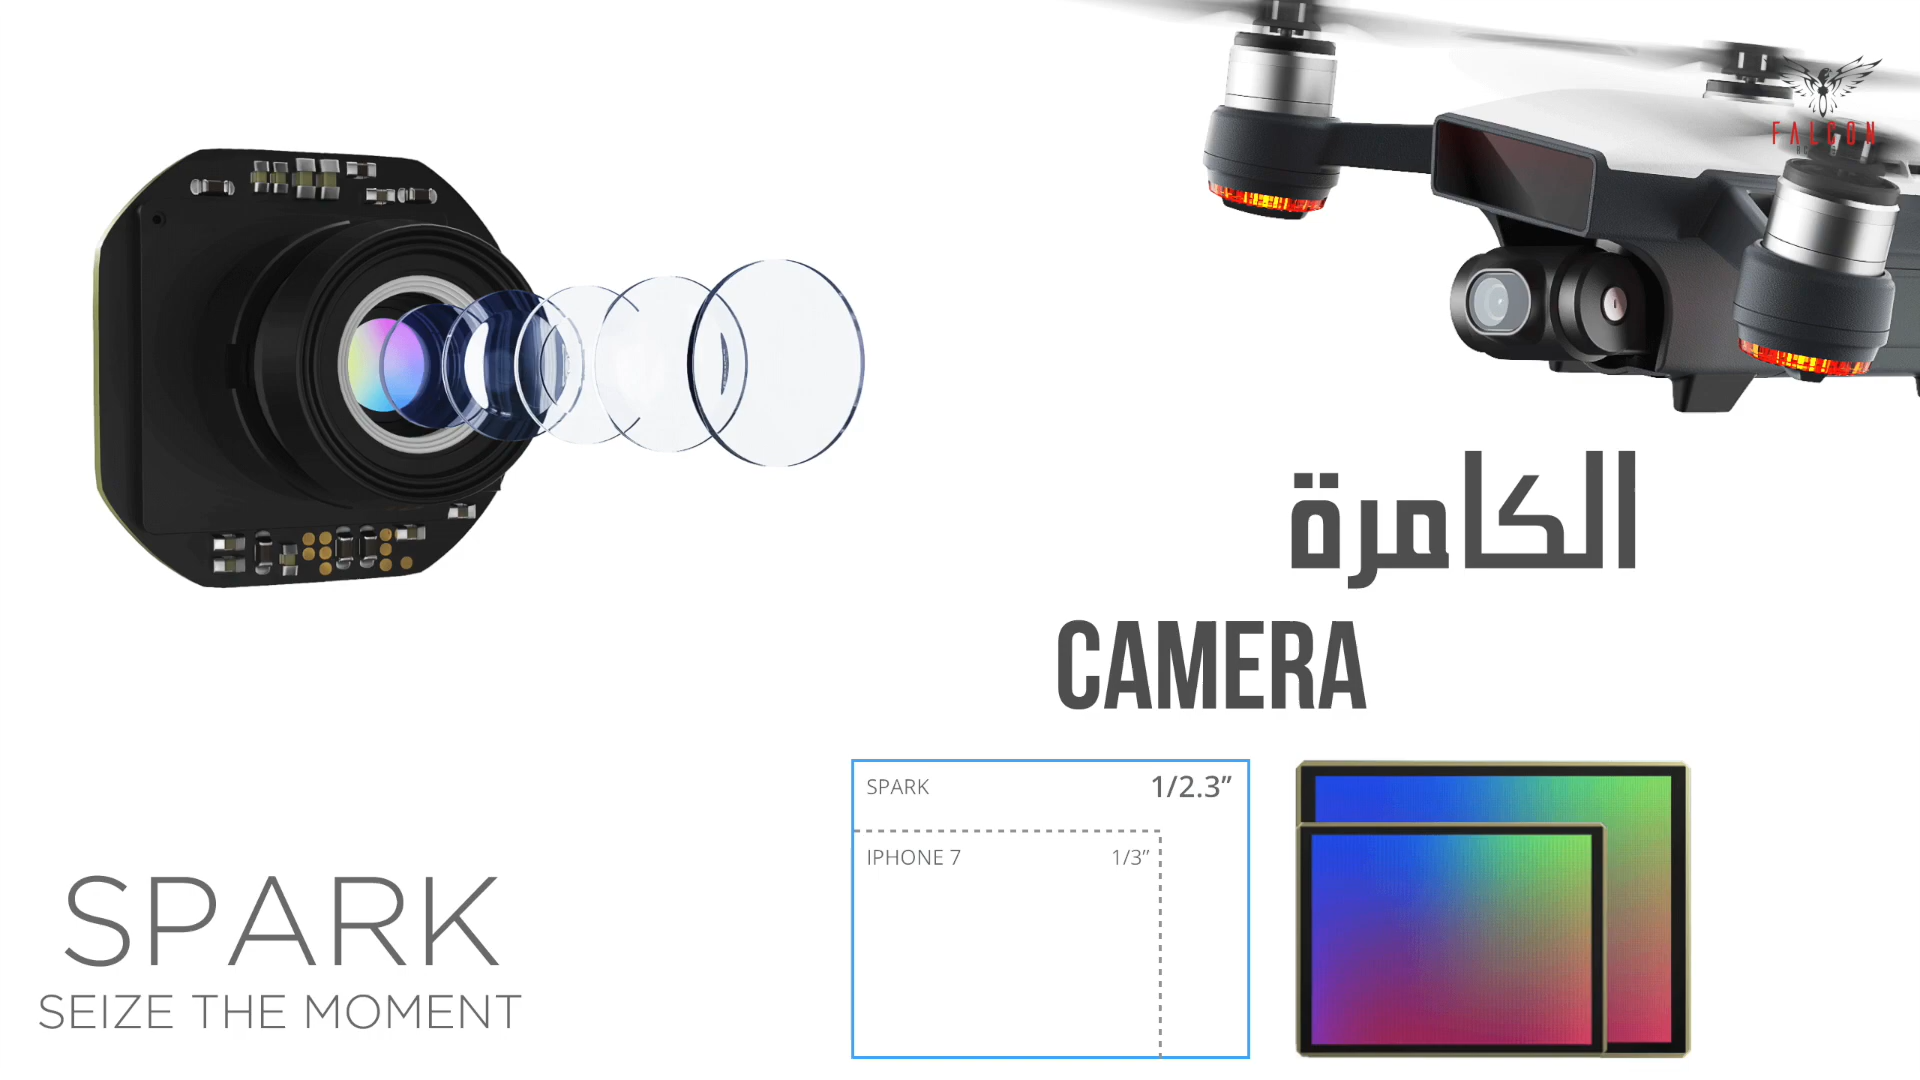 FALCON
الكامرة
CAMERA
SPARK 1/2.3”
IPHONE 7 1/3”
SPARK
SEIZE THE MOMENT